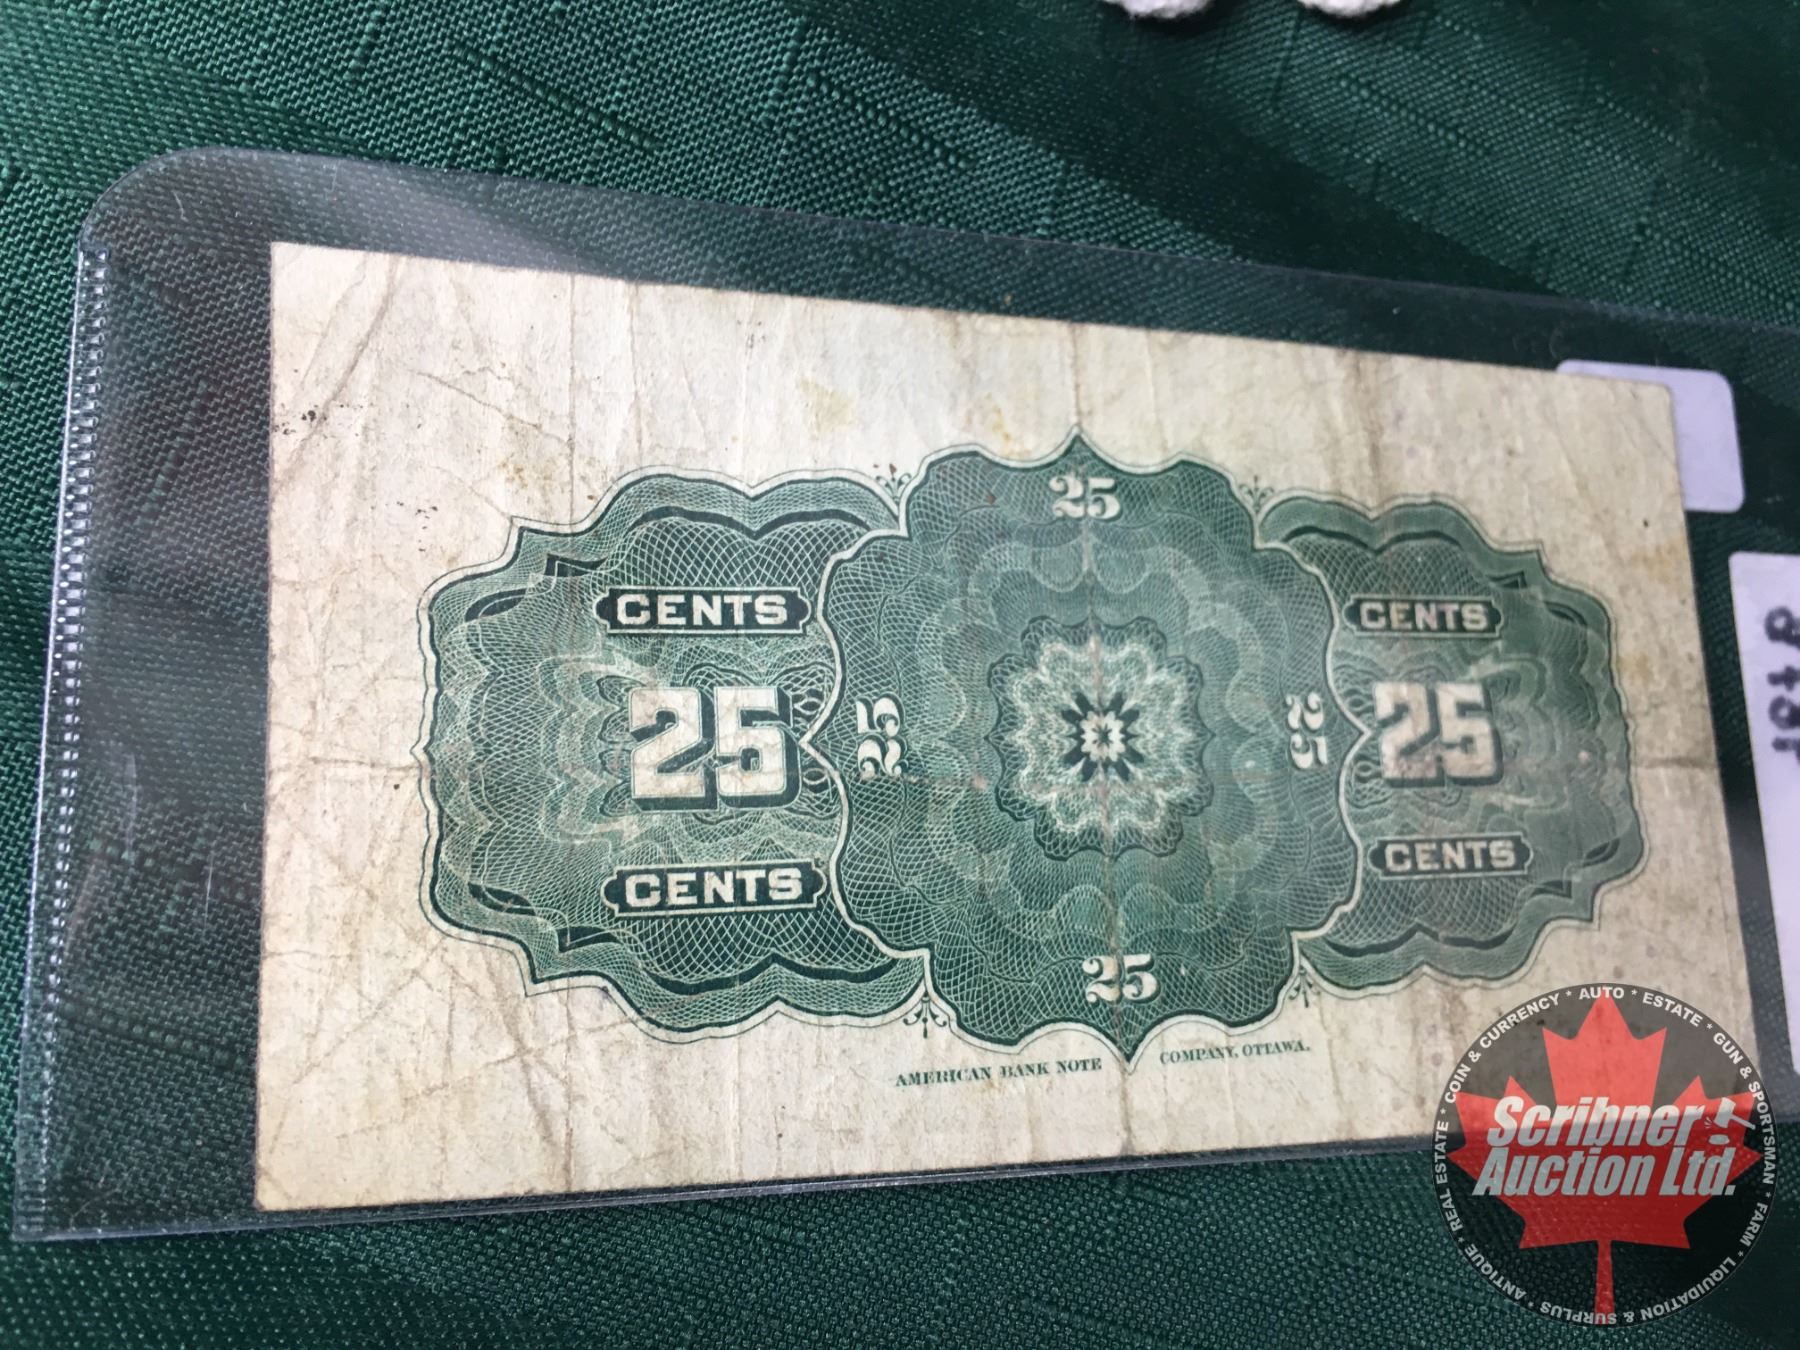 25
CENTS
CENTS
25
25
25
25
CENTS
CENTS
25
AMERICAN BANK NOTE COMPANY, OTTAWA.
COIN & CURRENCY * AUTO * ESTATE * GUN & SPORTSMAN * FARM * LIQUIDATION & SURPLUS * ANTIQUE * REAL ESTATE *
Scribner
Auction Ltd.